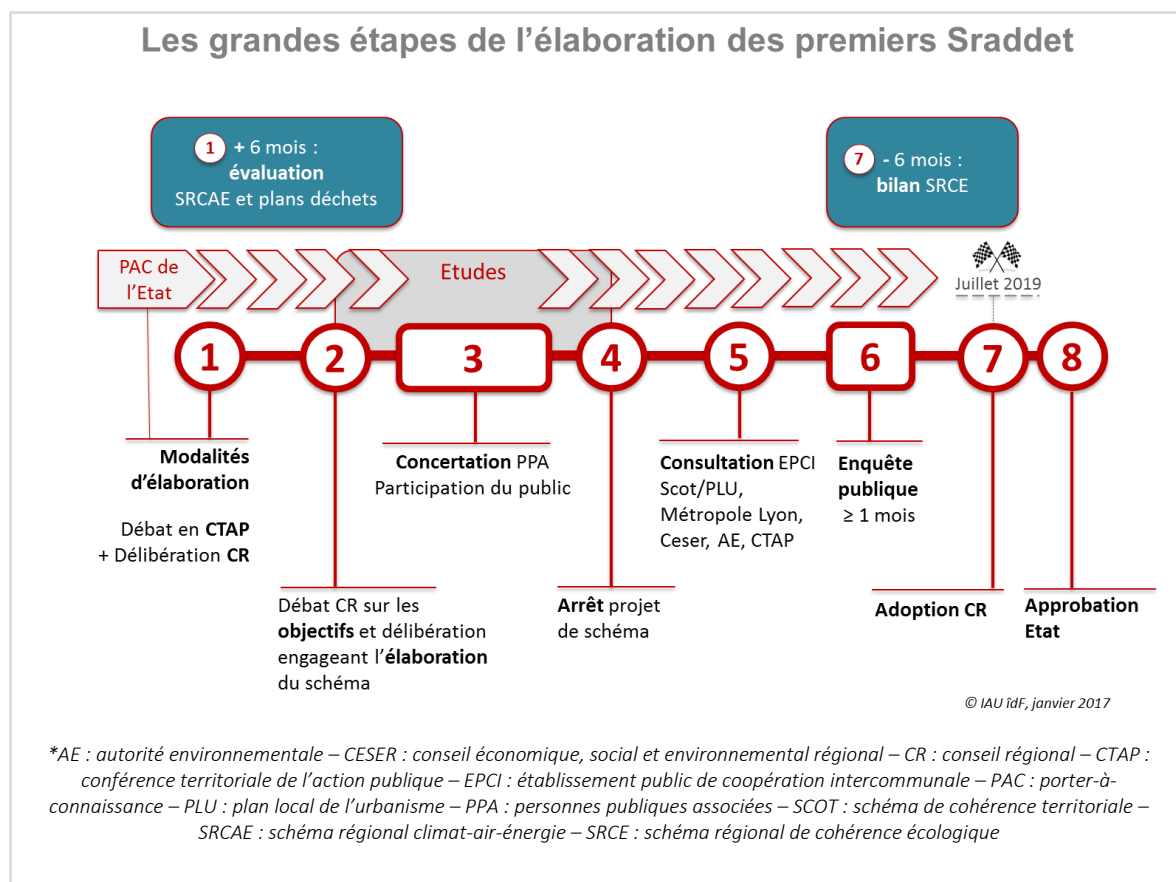 Les grandes étapes de l’élaboration des premiers Sraddet
1 + 6 mois :
évaluation
SRCAE et plans déchets
7 - 6 mois :
bilan SRCE
PAC de
l’Etat
Etudes
Juillet 2019
1
2
3
4
5
6
7
8
Modalités
d’élaboration
Débat en CTAP
+ Délibération CR
Débat CR sur les
objectifs et délibération
engageant l’élaboration
du schéma
Concertation PPA
Participation du public
Arrêt projet
de schéma
Consultation EPCI
Scot/PLU,
Métropole Lyon,
Ceser, AE, CTAP
Enquête
publique
≥ 1 mois
Adoption CR
Approbation
Etat
© IAU îdF, janvier 2017
*AE : autorité environnementale – CESER : conseil économique, social et environnemental régional – CR : conseil régional – CTAP :
conférence territoriale de l’action publique – EPCI : établissement public de coopération intercommunale – PAC : porter-à-
connaissance – PLU : plan local de l’urbanisme – PPA : personnes publiques associées – SCOT : schéma de cohérence territoriale –
SRCAE : schéma régional climat-air-énergie – SRCE : schéma régional de cohérence écologique